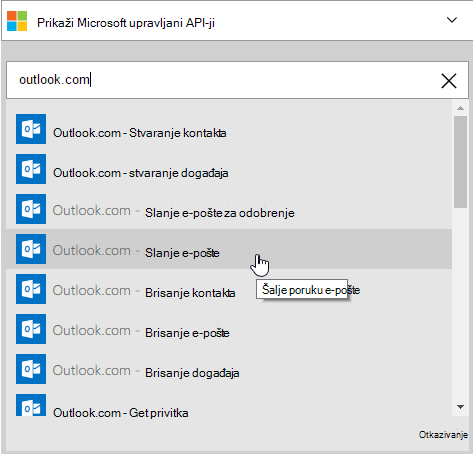 Prikaži Microsoft upravljani API-ji
outlook.com
Outlook.com - Stvaranje kontakta
Outlook.com - stvaranje događaja
Outlook.com - Slanje e-pošte za odobrenje
Outlook.com - Slanje e-pošte
Šalje poruku e-pošte
Outlook.com - Brisanje kontakta
Outlook.com - Brisanje e-pošte
Outlook.com - Brisanje događaja
Outlook.com - Get privitka
Otkazivanje